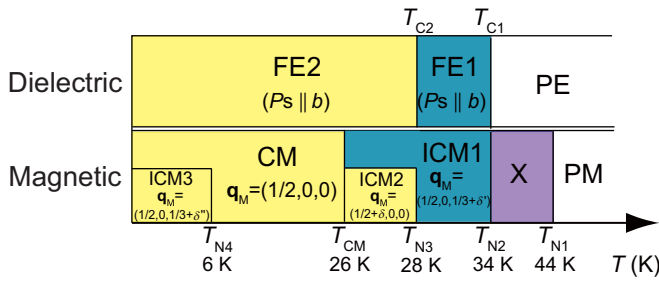 T_C2 T_C1
Dielectric
FE2
(Ps || b)
FE1
(Ps || b)
PE
Magnetic
ICM3
q_M=
(1/2,0,1/3+δ")
CM
q_M=(1/2,0,0)
ICM2
q_M=
(1/2+δ,0,0)
ICM1
q_M=
(1/2,0,1/3+δ')
X
PM
T_N4 T_CM T_N3 T_N2 T_N1
6 K 26 K 28 K 34 K 44 K T (K)